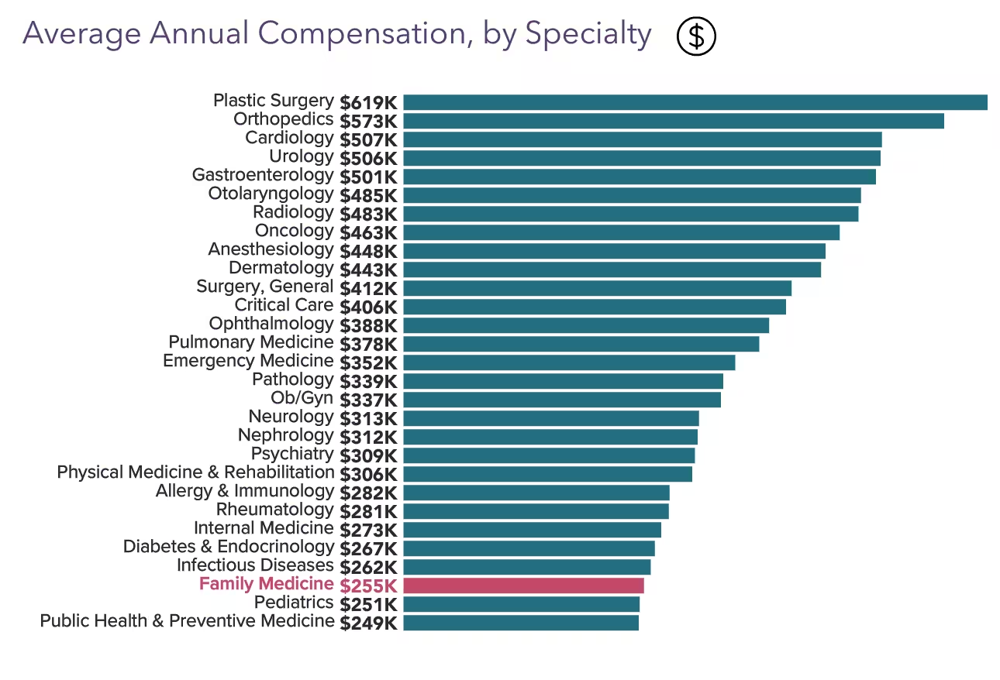 Average Annual Compensation, by Specialty $
Plastic Surgery $619K
Orthopedics $573K
Cardiology $507K
Urology $506K
Gastroenterology $501K
Otolaryngology $485K
Radiology $483K
Oncology $463K
Anesthesiology $448K
Dermatology $443K
Surgery, General $412K
Critical Care $406K
Ophthalmology $388K
Pulmonary Medicine $378K
Emergency Medicine $352K
Pathology $339K
Ob/Gyn $337K
Neurology $313K
Nephrology $312K
Psychiatry $309K
Physical Medicine & Rehabilitation $306K
Allergy & Immunology $282K
Rheumatology $281K
Internal Medicine $273K
Diabetes & Endocrinology $267K
Infectious Diseases $262K
Family Medicine $255K
Pediatrics $251K
Public Health & Preventive Medicine $249K